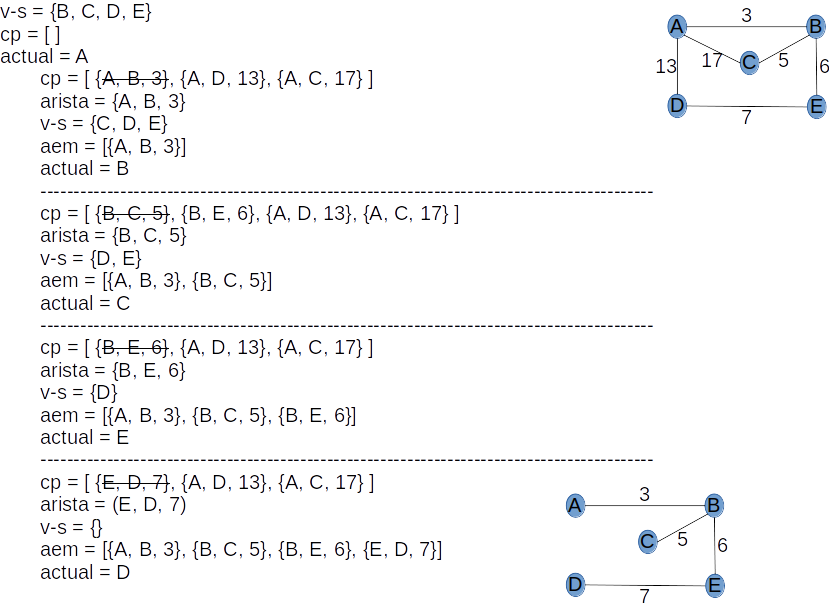 v-s = {B, C, D, E}
cp = [ ]
actual = A
cp = [ {A, B, 3}, {A, D, 13}, {A, C, 17} ]
arista = {A, B, 3}
v-s = {C, D, E}
aem = [{A, B, 3}]
actual = B
---------------------------------------------------------------------------------------------
cp = [ {B, C, 5}, {B, E, 6}, {A, D, 13}, {A, C, 17} ]
arista = {B, C, 5}
v-s = {D, E}
aem = [{A, B, 3}, {B, C, 5}]
actual = C
---------------------------------------------------------------------------------------------
cp = [ {B, E, 6}, {A, D, 13}, {A, C, 17} ]
arista = {B, E, 6}
v-s = {D}
aem = [{A, B, 3}, {B, C, 5}, {B, E, 6}]
actual = E
---------------------------------------------------------------------------------------------
cp = [ {E, D, 7}, {A, D, 13}, {A, C, 17} ]
arista = (E, D, 7)
v-s = {}
aem = [{A, B, 3}, {B, C, 5}, {B, E, 6}, {E, D, 7}]
actual = D
3
A B
13 17 C 5 6
D E
7
3
A B
C 5 6
D E
7